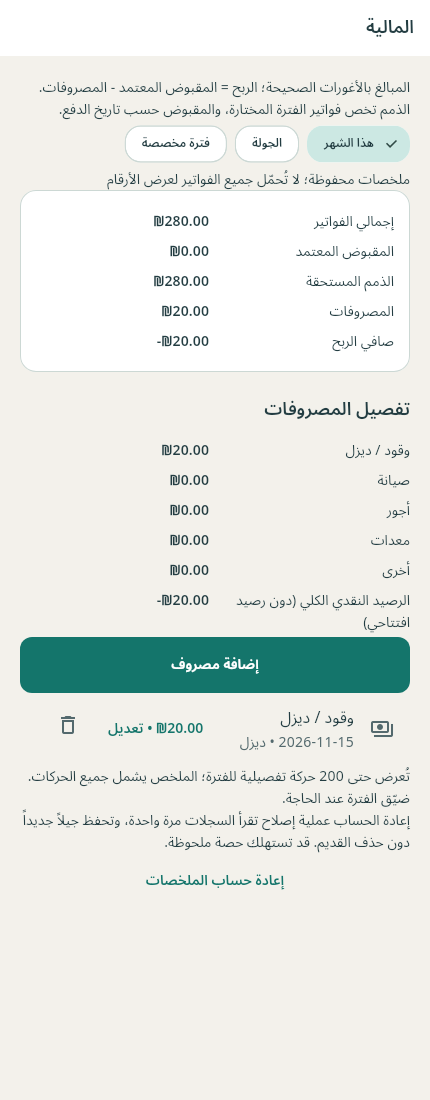 المالية
المبالغ بالأغورات الصحيحة؛ الربح = المقبوض المعتمد - المصروفات.
الذمم تخص فواتير الفترة المختارة، والمقبوض حسب تاريخ الدفع.
هذا الشهر
الجولة
فترة مخصصة
ملخصات محفوظة؛ لا تُحمّل جميع الفواتير لعرض الأرقام
إجمالي الفواتير ₪280.00
المقبوض المعتمد ₪0.00
الذمم المستحقة ₪280.00
المصروفات ₪20.00
صافي الربح -₪20.00
تفصيل المصروفات
وقود / ديزل ₪20.00
صيانة ₪0.00
أجور ₪0.00
معدات ₪0.00
أخرى ₪0.00
الرصيد النقدي الكلي (دون رصيد -₪20.00
افتتاحي)
إضافة مصروف
وقود / ديزل
2026-11-15 • ديزل
₪20.00 • تعديل
تُعرض حتى 200 حركة تفصيلية للفترة؛ الملخص يشمل جميع الحركات.
ضيّق الفترة عند الحاجة.
إعادة الحساب عملية إصلاح تقرأ السجلات مرة واحدة، وتحفظ جيلاً جديداً
دون حذف القديم. قد تستهلك حصة ملحوظة.
إعادة حساب الملخصات